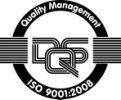 Quality Management
DQS
ISO 9001:2008